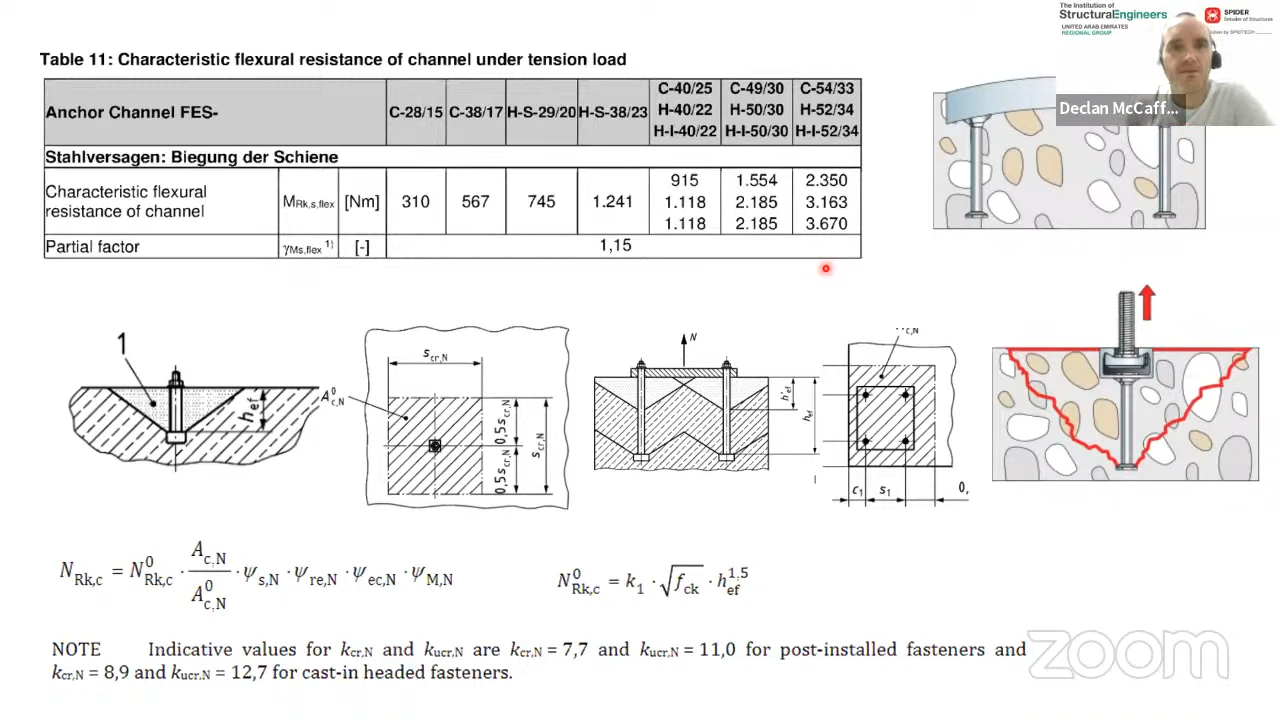 The Institution of
StructuralEngineers
UNITED ARAB EMIRATES
REGIONAL GROUP
SPIDER
Declan McCaff...
Table 11: Characteristic flexural resistance of channel under tension load
Anchor Channel FES- C-28/15 C-38/17 H-S-29/20 H-S-38/23 C-40/25 H-40/22 H-I-40/22 C-49/30 H-50/30 H-I-50/30 C-54/33 H-52/34 H-I-52/34
Stahlversagen: Biegung der Schiene
Characteristic flexural resistance of channel MRk,s,flex [Nm] 310 567 745 1.241 915 1.118 1.118 1.554 2.185 2.185 2.350 3.163 3.670
Partial factor γMs,flex 1) [-] 1,15
1
hef
A0c,N
scr,N
0,5scr,N
0,5scr,N
scr,N
N
h'ef
hef
c,N
c1 s1 0,
NRk,c = N0Rk,c · Ac,N / A0c,N · ψs,N · ψre,N · ψec,N · ψM,N
N0Rk,c = k1 · √fck · hef1,5
NOTE Indicative values for kcr,N and kucr,N are kcr,N = 7,7 and kucr,N = 11,0 for post-installed fasteners and
kcr,N = 8,9 and kucr,N = 12,7 for cast-in headed fasteners.
zoom